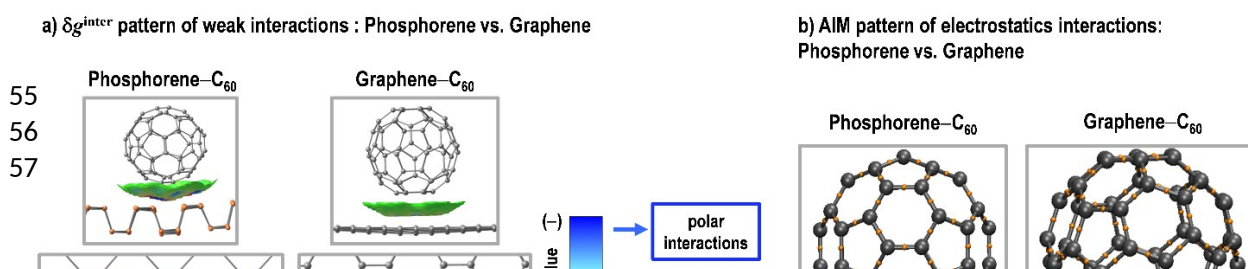 a) δg^inter pattern of weak interactions : Phosphorene vs. Graphene
Phosphorene–C₆₀
Graphene–C₆₀
55
56
57
(–)
lue
polar
interactions
b) AIM pattern of electrostatics interactions:
Phosphorene vs. Graphene
Phosphorene–C₆₀
Graphene–C₆₀